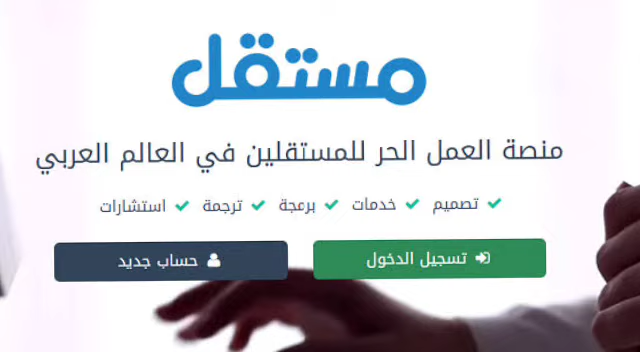 مستقل
منصة العمل الحر للمستقلين في العالم العربي
تصميم خدمات برمجة ترجمة استشارات
تسجيل الدخول حساب جديد